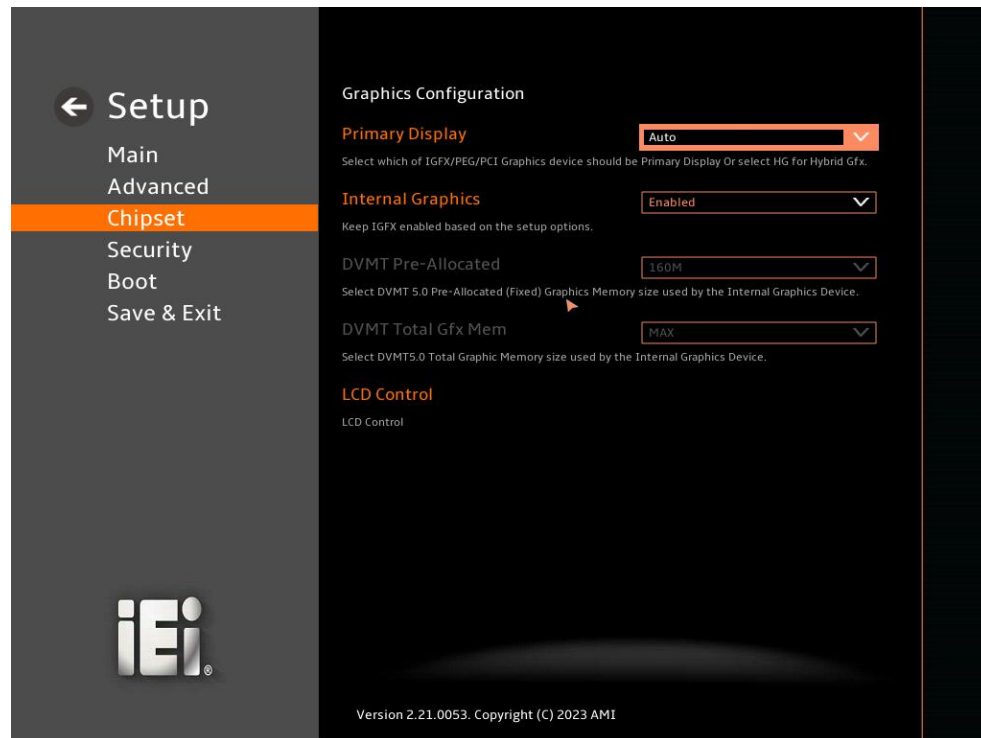 Setup
Main
Advanced
Chipset
Security
Boot
Save & Exit
iEi®
Graphics Configuration
Primary Display
Auto
Select which of IGFX/PEG/PCI Graphics device should be Primary Display Or select HG for Hybrid Gfx.
Internal Graphics
Enabled
Keep IGFX enabled based on the setup options.
DVMT Pre-Allocated
160M
Select DVMT 5.0 Pre-Allocated (Fixed) Graphics Memory size used by the Internal Graphics Device.
DVMT Total Gfx Mem
MAX
Select DVMT5.0 Total Graphic Memory size used by the Internal Graphics Device.
LCD Control
LCD Control
Version 2.21.0053. Copyright (C) 2023 AMI